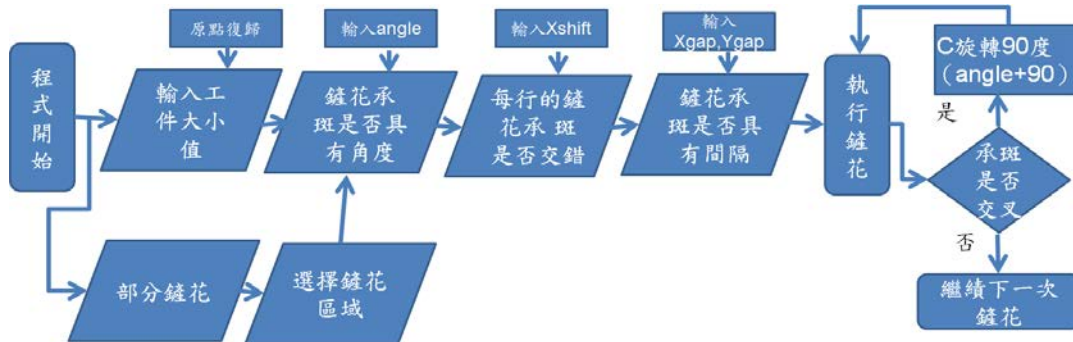 程
式
開
始
原點復歸
輸入工
件大小
值
輸入angle
鏟花承
斑是否具
有角度
輸入Xshift
每行的鏟
花承 斑
是否交錯
輸入
Xgap,Ygap
鏟花承
斑是否具
有間隔
執
行
鏟
花
C旋轉90度
（angle+90）
是
承斑
是否
交叉
否
繼續下一次
鏟花
部分鏟花
選擇鏟花
區域